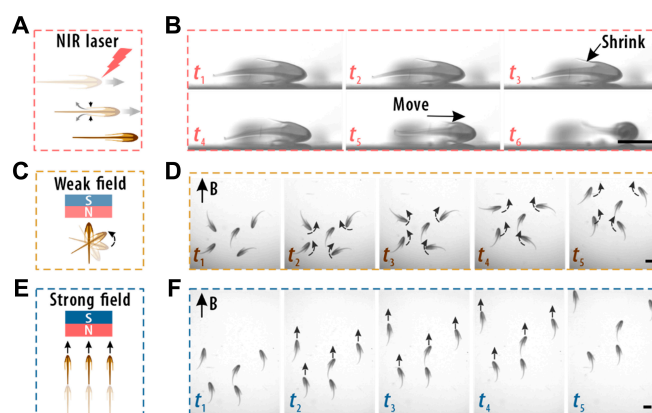 A
NIR laser
B
t1
t2
Shrink
t3
t4
Move
t5
t6
C
Weak field
S
N
D
B
t1
t2
t3
t4
t5
E
Strong field
S
N
F
B
t1
t2
t3
t4
t5